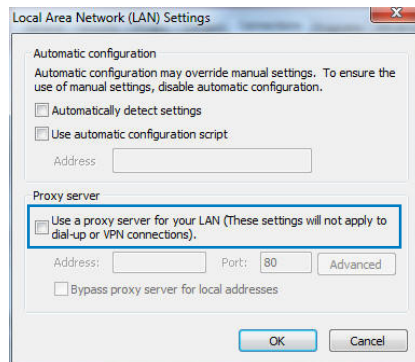 Local Area Network (LAN) Settings
Automatic configuration
Automatic configuration may override manual settings. To ensure the
use of manual settings, disable automatic configuration.
Automatically detect settings
Use automatic configuration script
Address
Proxy server
Use a proxy server for your LAN (These settings will not apply to
dial-up or VPN connections).
Address: Port: 80 Advanced
Bypass proxy server for local addresses
OK Cancel